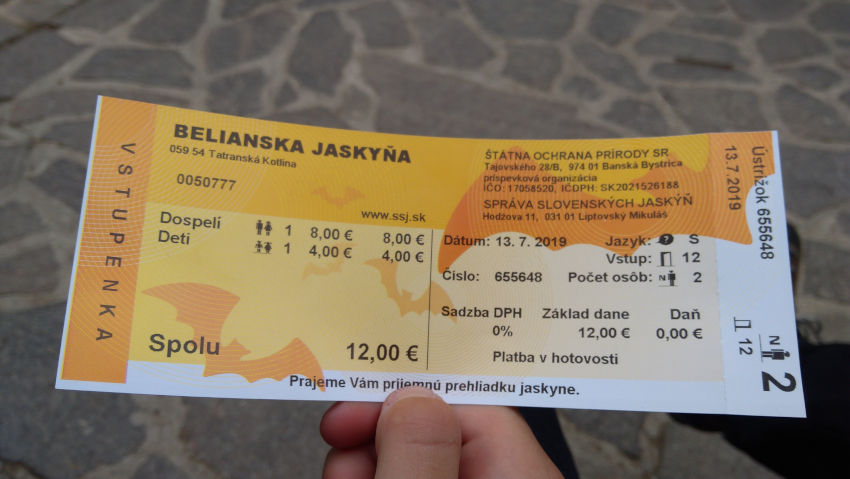 VSTUPENKA
BELIANSKA JASKYŇA
059 54 Tatranská Kotlina
0050777
www.ssj.sk
Dospelí 1 8,00 € 8,00 €
Deti 1 4,00 € 4,00 €
Spolu 12,00 €
ŠTÁTNA OCHRANA PRÍRODY SR
Tajovského 28/B, 974 01 Banská Bystrica
príspevková organizácia
IČO: 17058520, IČDPH: SK2021526188
SPRÁVA SLOVENSKÝCH JASKÝŇ
Hodžova 11, 031 01 Liptovský Mikuláš
Dátum: 13. 7. 2019 Jazyk: S
Vstup: 12
Číslo: 655648 Počet osôb: N 2
Sadzba DPH Základ dane Daň
0% 12,00 € 0,00 €
Platba v hotovosti
Prajeme Vám príjemnú prehliadku jaskyne.
Ústrižok 655648
13.7.2019
12
N 2